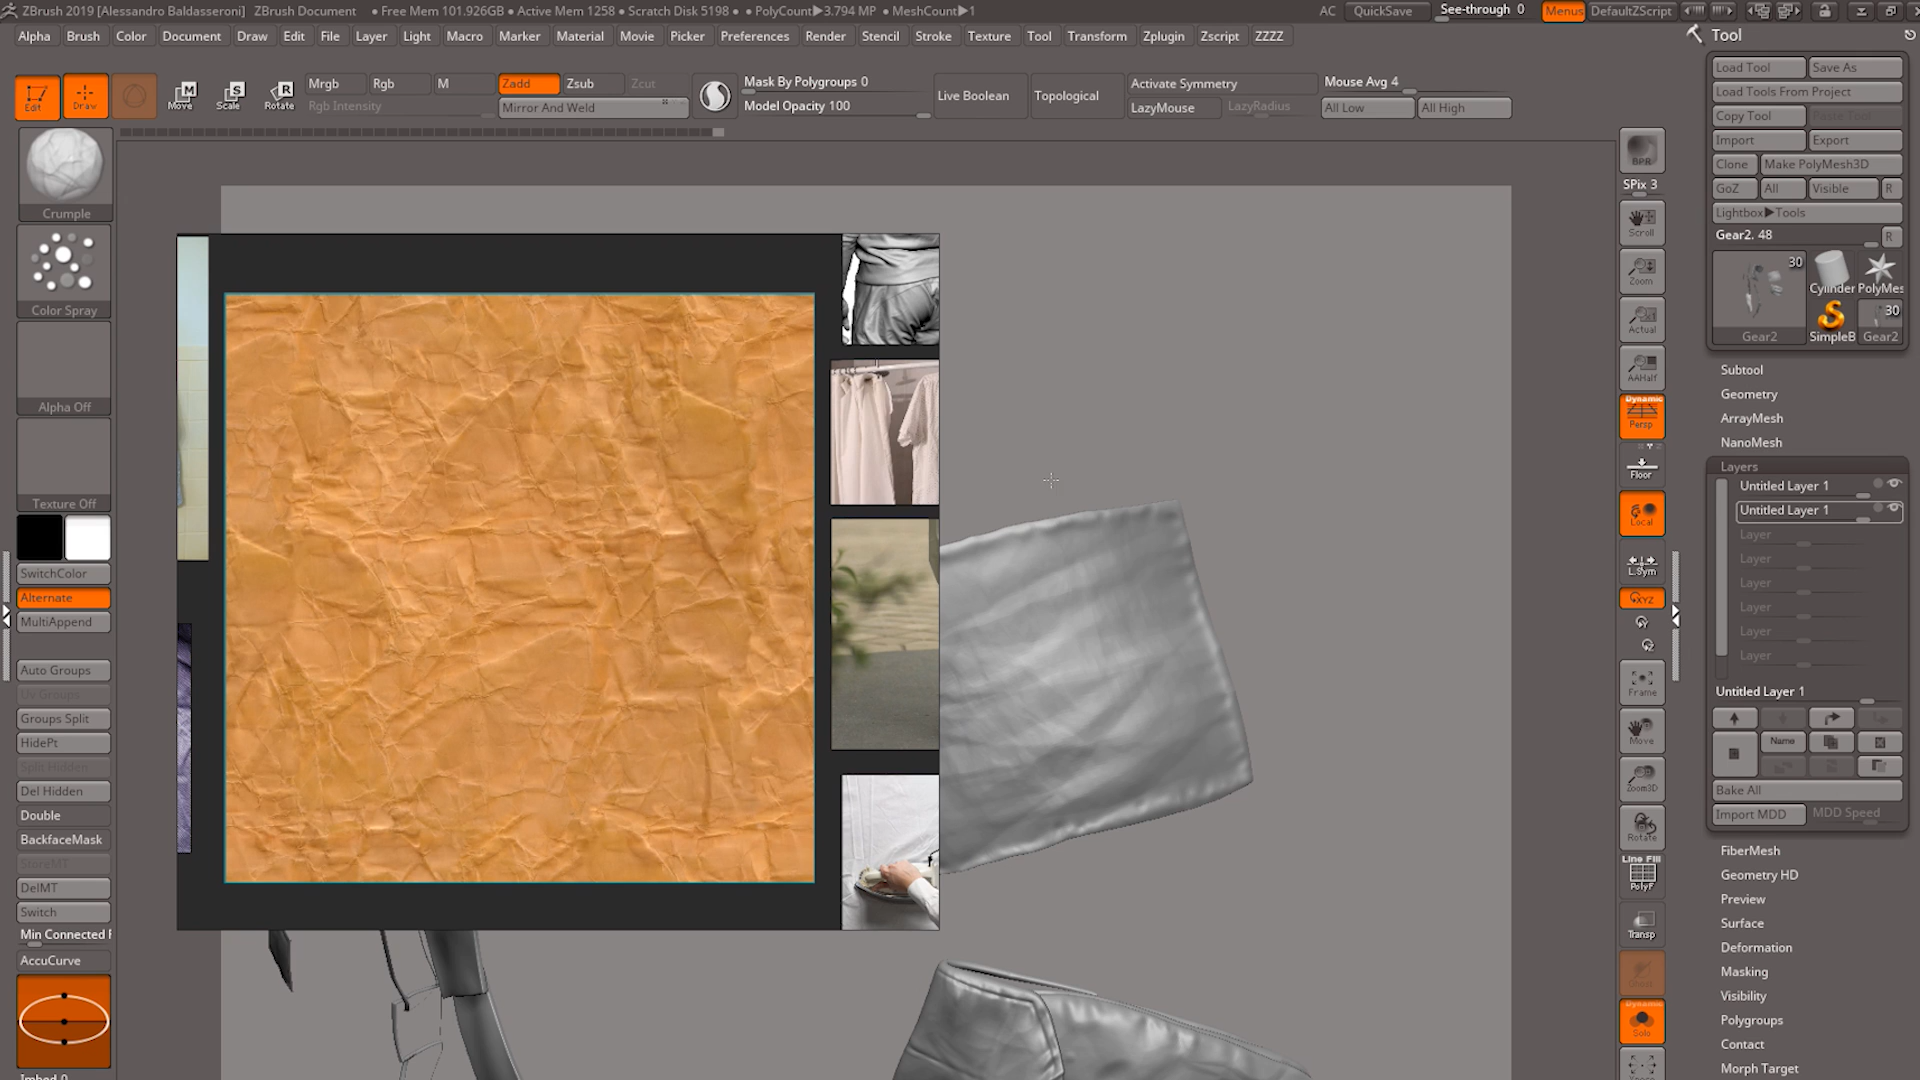 ZBrush 2019 [Alessandro Baldasseroni] ZBrush Document • Free Mem 101.926GB • Active Mem 1258 • Scratch Disk 5198 • • PolyCount▶3.794 MP • MeshCount▶1 AC QuickSave See-through 0 Menus DefaultZScript
Alpha Brush Color Document Draw Edit File Layer Light Macro Marker Material Movie Picker Preferences Render Stencil Stroke Texture Tool Transform Zplugin Zscript ZZZZ
Edit Draw Move Scale Rotate
Mrgb Rgb M Zadd Zsub Zcut
Rgb Intensity Mirror And Weld
Mask By Polygroups 0
Model Opacity 100
Live Boolean Topological
Activate Symmetry Mouse Avg 4
LazyMouse LazyRadius All Low All High
Crumple
Color Spray
Alpha Off
Texture Off
SwitchColor
Alternate
MultiAppend
Auto Groups
Uv Groups
Groups Split
HidePt
Split Hidden
Del Hidden
Double
BackfaceMask
StoreMT
DelMT
Switch
Min Connected
AccuCurve
Imbed 0
BPR
SPix 3
Scroll
Zoom
Actual
AAHalf
Dynamic
Persp
Floor
Local
L.Sym
XYZ
Frame
Move
Zoom3D
Rotate
Line Fill
PolyF
Transp
Dynamic
Solo
Tool
Load Tool Save As
Load Tools From Project
Copy Tool Paste Tool
Import Export
Clone Make PolyMesh3D
GoZ All Visible R
Lightbox▶Tools
Gear2. 48 R
30
Cylinder PolyMes
30
Gear2 SimpleB Gear2
Subtool
Geometry
ArrayMesh
NanoMesh
Layers
Untitled Layer 1
Untitled Layer 1
Layer
Layer
Layer
Layer
Layer
Layer
Untitled Layer 1
Name
Bake All
Import MDD MDD Speed
FiberMesh
Geometry HD
Preview
Surface
Deformation
Masking
Visibility
Polygroups
Contact
Morph Target